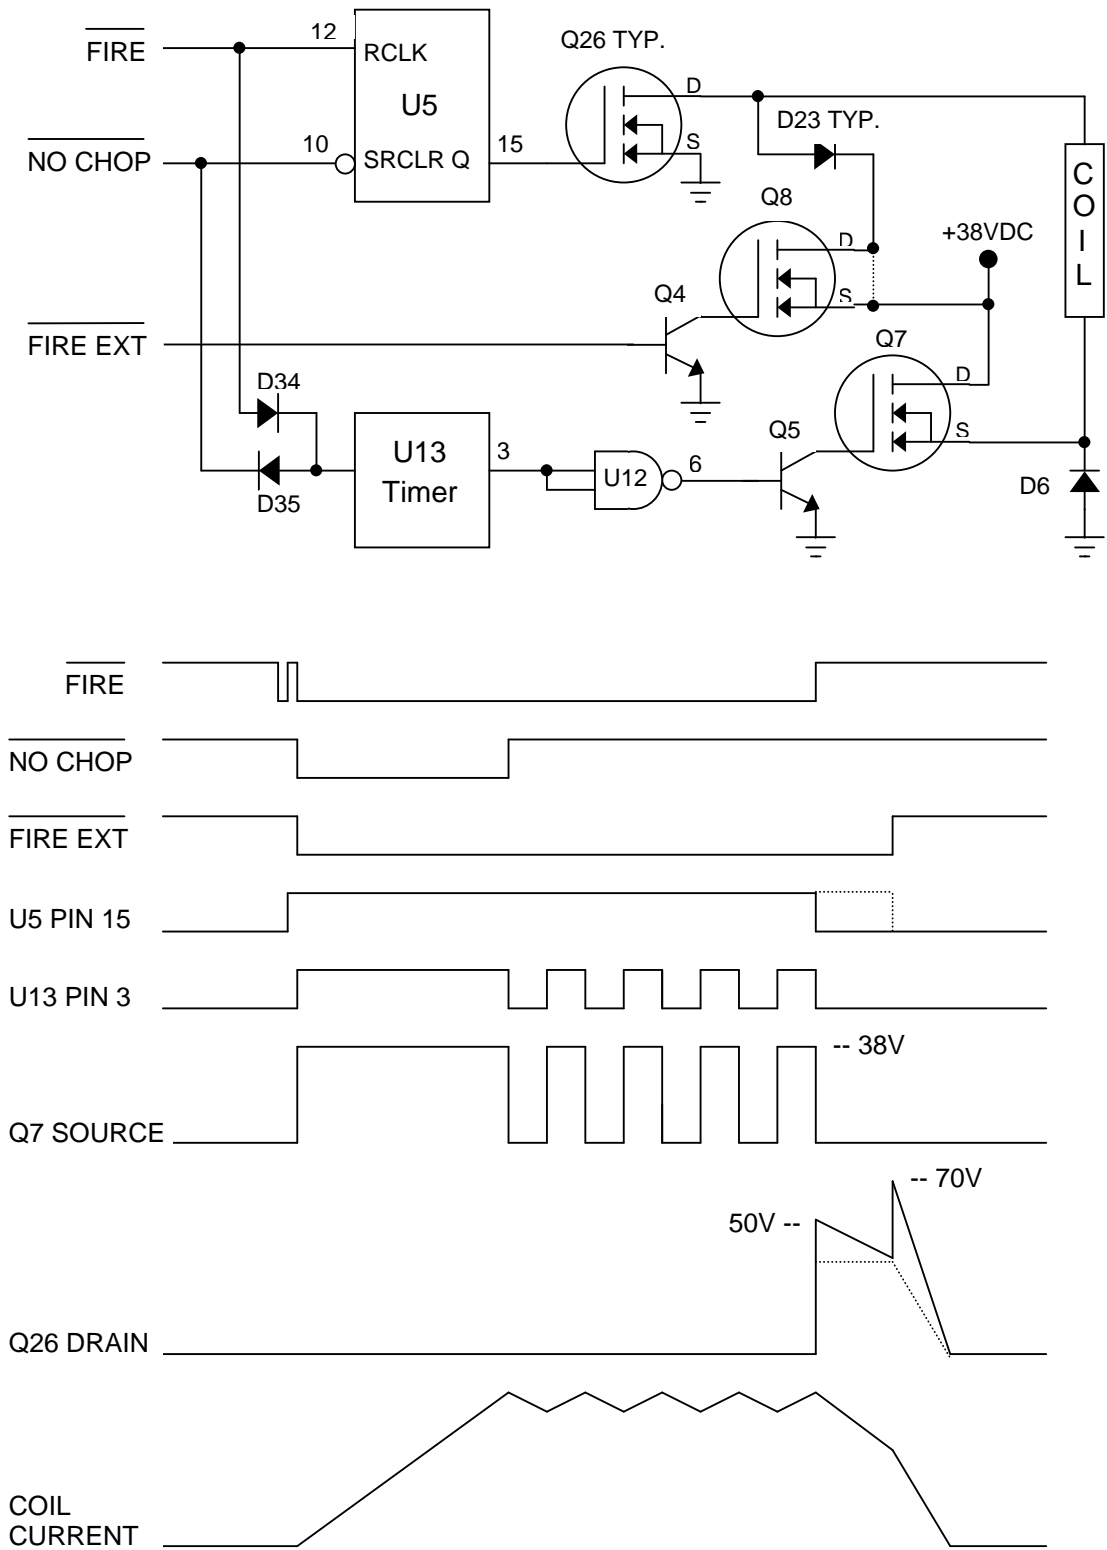 FIRE
12
RCLK
Q26 TYP.
D
U5
D23 TYP.
NO CHOP
10
SRCLR Q
15
S
COIL
Q8
D
+38VDC
Q4
S
FIRE EXT
Q7
D34
D
U13
Timer
3
U12
6
Q5
S
D35
D6
FIRE
NO CHOP
FIRE EXT
U5 PIN 15
U13 PIN 3
-- 38V
Q7 SOURCE
-- 70V
50V --
Q26 DRAIN
COIL
CURRENT